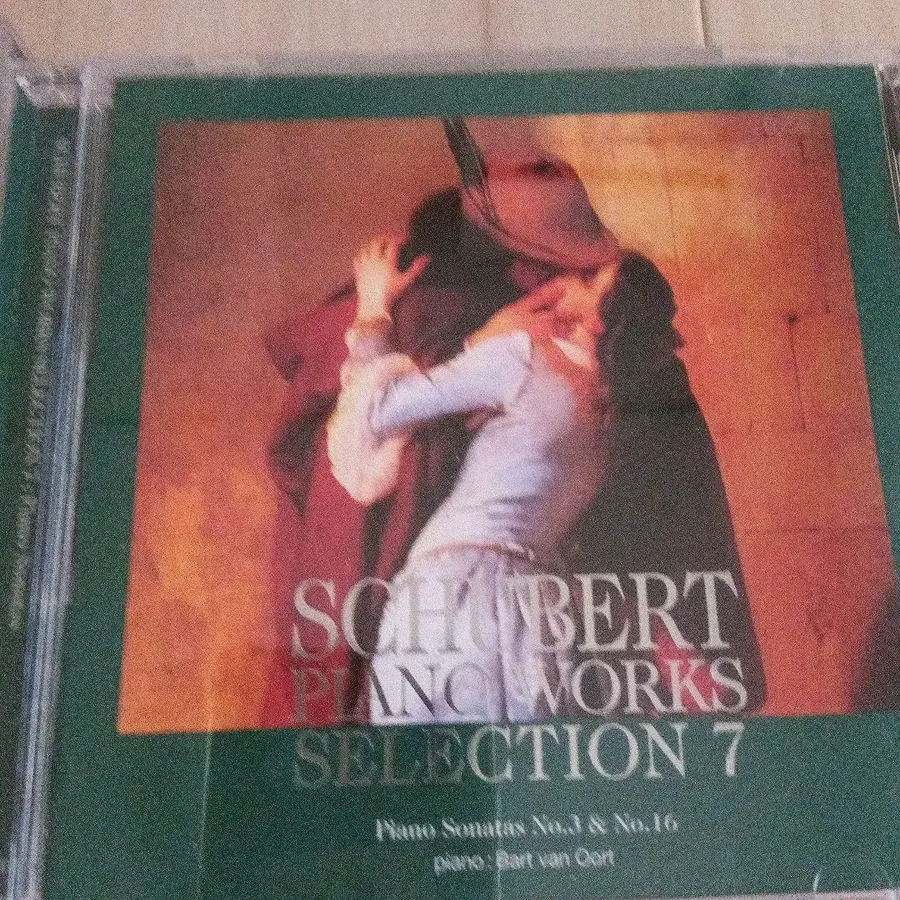 SCHUBERT
PIANO WORKS
SELECTION 7
Piano Sonatas No.3 & No.16
piano : Bart van Oort